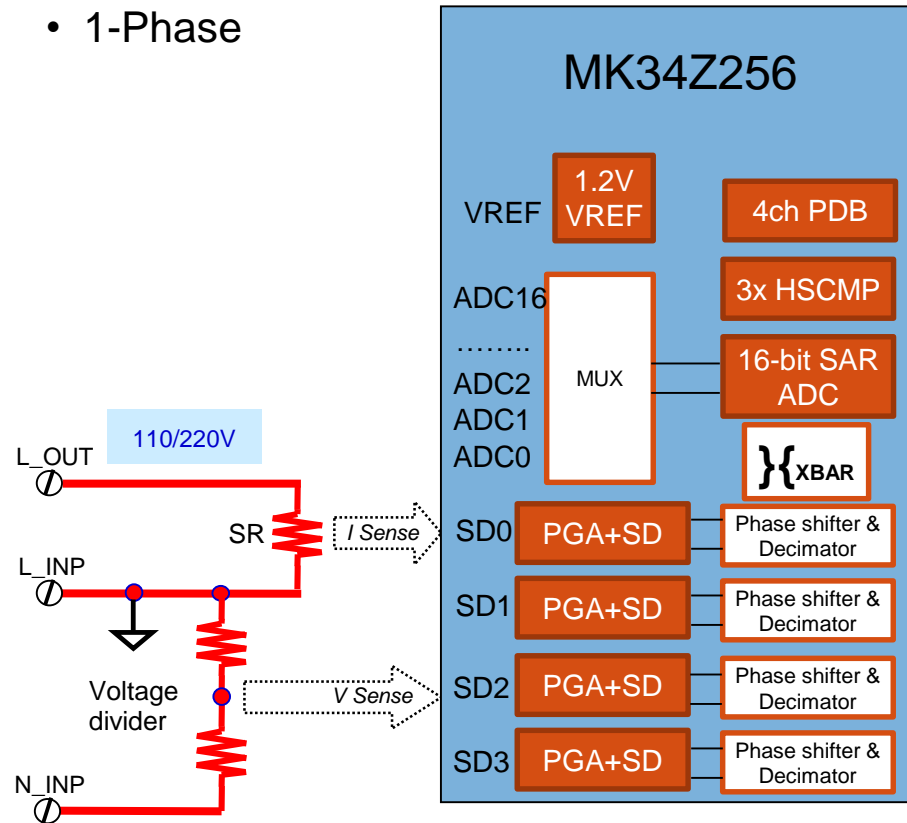 • 1-Phase
MK34Z256
1.2V
VREF
VREF
4ch PDB
3x HSCMP
ADC16
........
ADC2
ADC1
ADC0
MUX
16-bit SAR
ADC
}{XBAR
110/220V
L_OUT
SR
I Sense
L_INP
Voltage
divider
V Sense
N_INP
SD0
PGA+SD
Phase shifter &
Decimator
SD1
PGA+SD
Phase shifter &
Decimator
SD2
PGA+SD
Phase shifter &
Decimator
SD3
PGA+SD
Phase shifter &
Decimator